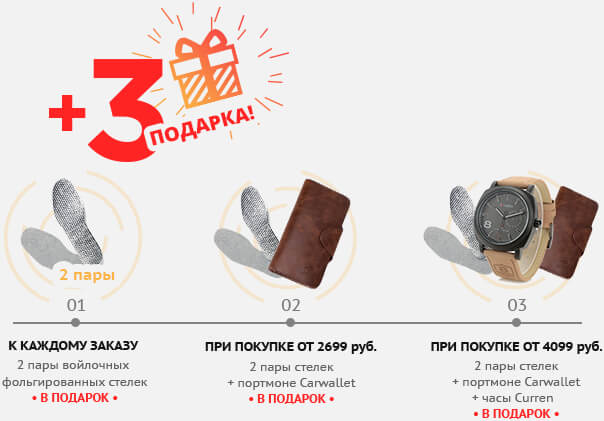 +3
ПОДАРКА!
2 пары
01
02
03
К КАЖДОМУ ЗАКАЗУ
2 пары войлочных
фольгированных стелек
• В ПОДАРОК •
ПРИ ПОКУПКЕ ОТ 2699 руб.
2 пары стелек
+ портмоне Carwallet
• В ПОДАРОК •
ПРИ ПОКУПКЕ ОТ 4099 руб.
2 пары стелек
+ портмоне Carwallet
+ часы Curren
• В ПОДАРОК •